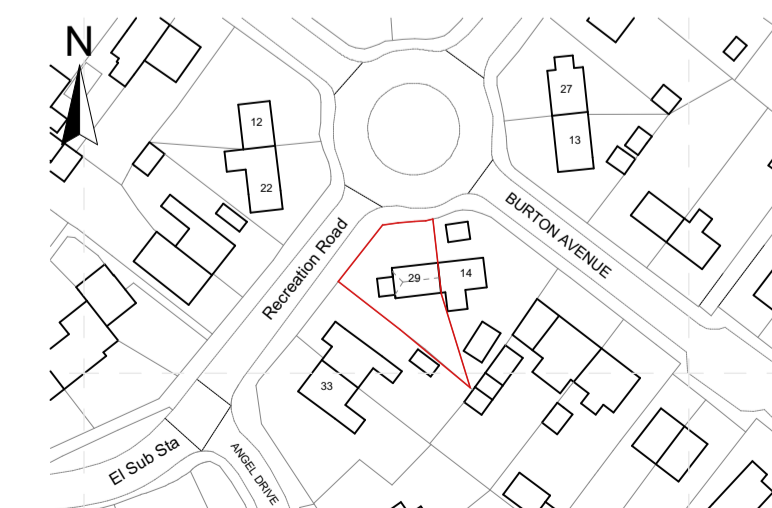 N
12
22
27
13
BURTON AVENUE
Recreation Road
29
14
33
El Sub Sta
ANGEL DRIVE